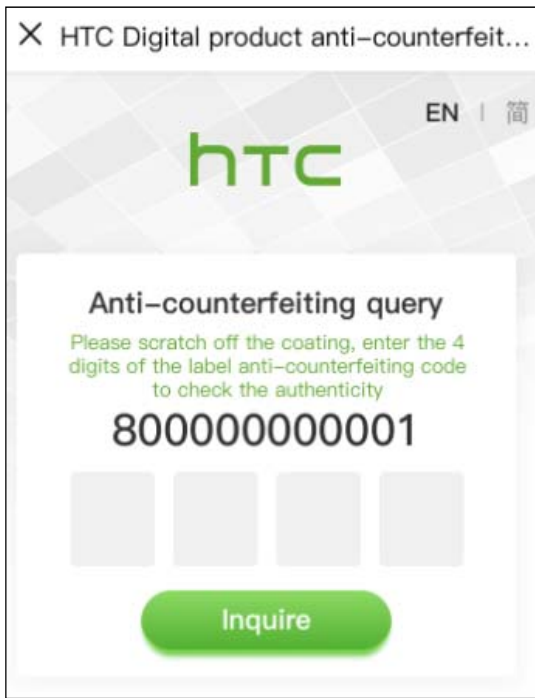 HTC Digital product anti-counterfeit...
EN | 简
hTC
Anti-counterfeiting query
Please scratch off the coating, enter the 4
digits of the label anti-counterfeiting code
to check the authenticity
800000000001
Inquire